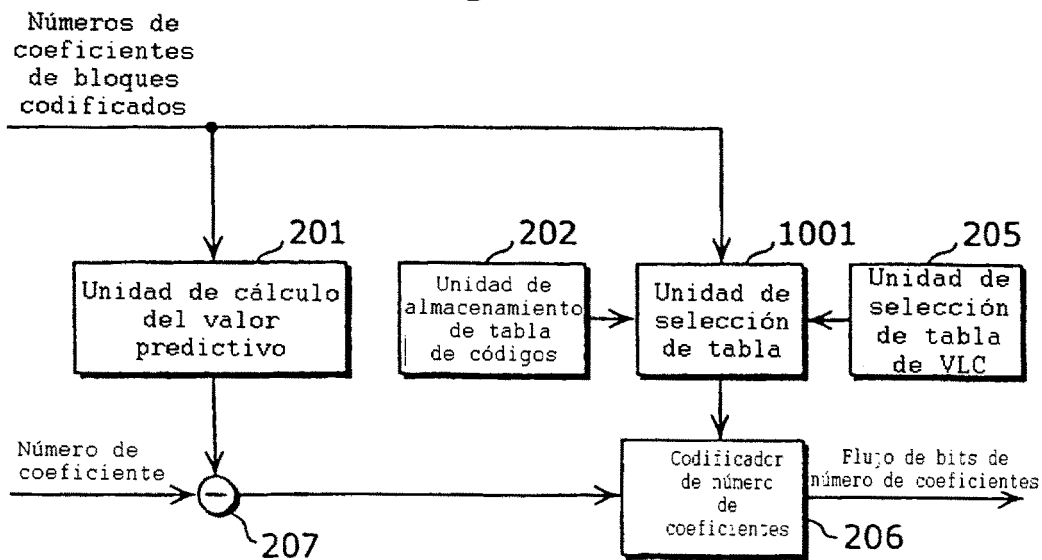 Números de
coeficientes
de bloques
codificados
201
202
1001
205
Unidad de cálculo
del valor
predictivo
Unidad de
almacenamiento
de tabla
de códigos
Unidad de
selección
de tabla
Unidad de
selección
de tabla
de VLC
Número de
coeficiente
−
207
Codificador
de número
de
coeficientes
206
Flujo de bits de
número de coeficientes